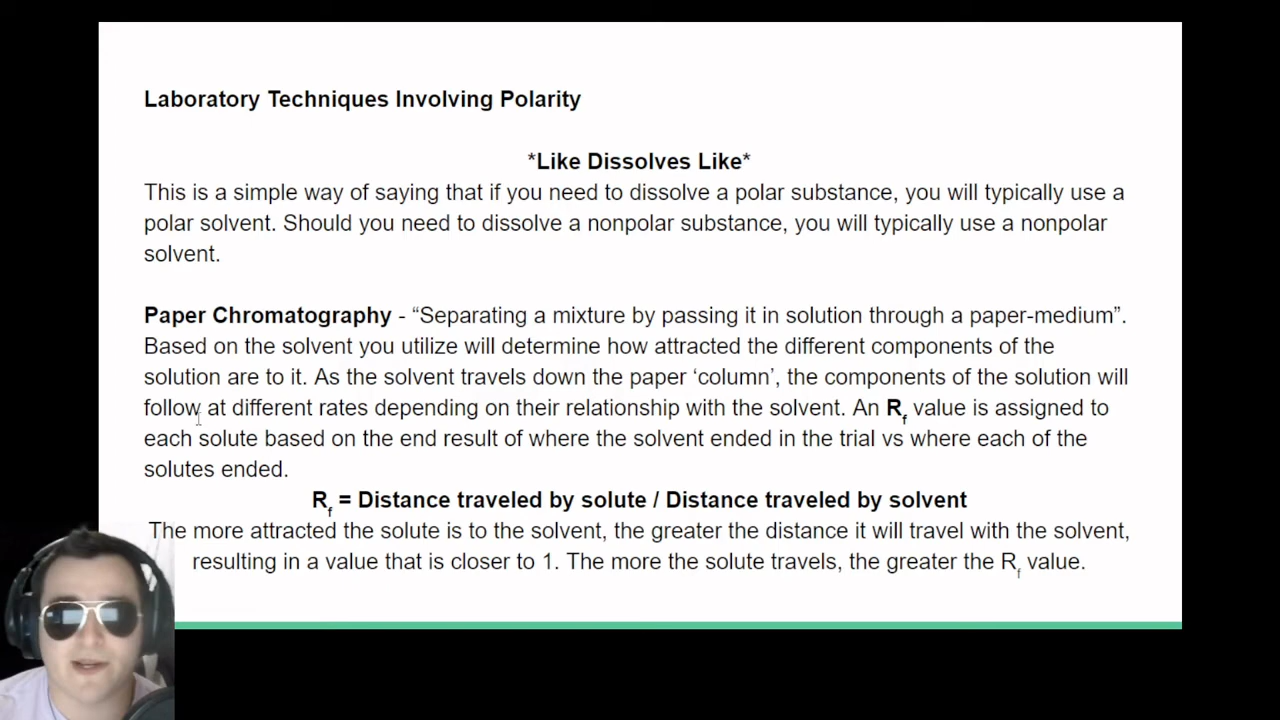 Laboratory Techniques Involving Polarity
*Like Dissolves Like*
This is a simple way of saying that if you need to dissolve a polar substance, you will typically use a
polar solvent. Should you need to dissolve a nonpolar substance, you will typically use a nonpolar
solvent.
Paper Chromatography - “Separating a mixture by passing it in solution through a paper-medium”.
Based on the solvent you utilize will determine how attracted the different components of the
solution are to it. As the solvent travels down the paper ‘column’, the components of the solution will
follow at different rates depending on their relationship with the solvent. An Rf value is assigned to
each solute based on the end result of where the solvent ended in the trial vs where each of the
solutes ended.
Rf = Distance traveled by solute / Distance traveled by solvent
The more attracted the solute is to the solvent, the greater the distance it will travel with the solvent,
resulting in a value that is closer to 1. The more the solute travels, the greater the Rf value.